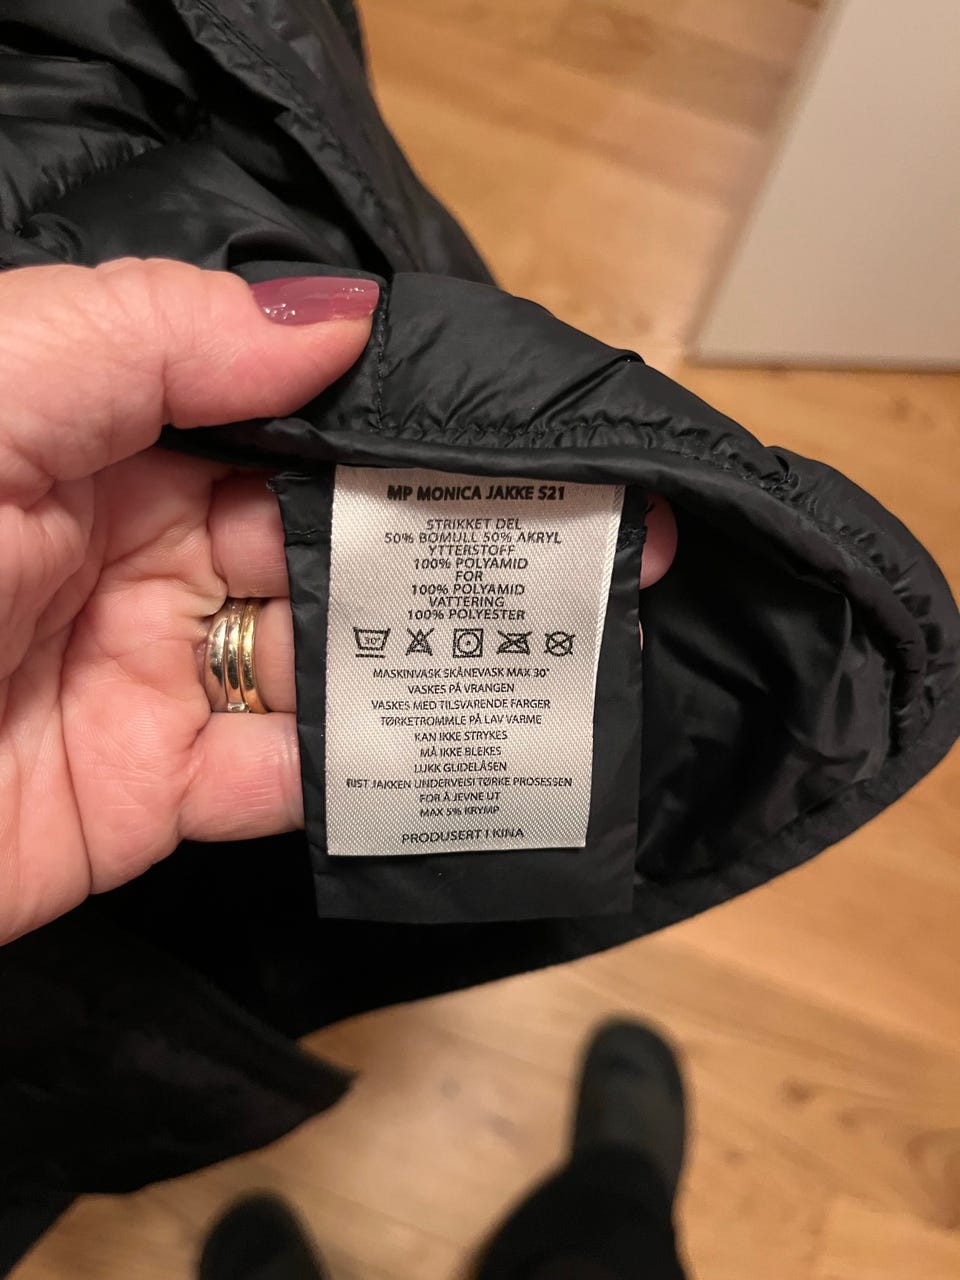 MP MONICA JAKKE S21
STRIKKET DEL
50% BOMULL 50% AKRYL
YTTERSTOFF
100% POLYAMID
FOR
100% POLYAMID
VATTERING
100% POLYESTER
30°
MASKINVASK SKÅNEVASK MAX 30°
VASKES PÅ VRANGEN
VASKES MED TILSVARENDE FARGER
TØRKETROMMLE PÅ LAV VARME
KAN IKKE STRYKES
MÅ IKKE BLEKES
LUKK GLIDELÅSEN
RIST JAKKEN UNDERVEIS I TØRKE PROSESSEN
FOR Å JEVNE UT
MAX 5% KRYMP
PRODUSERT I KINA